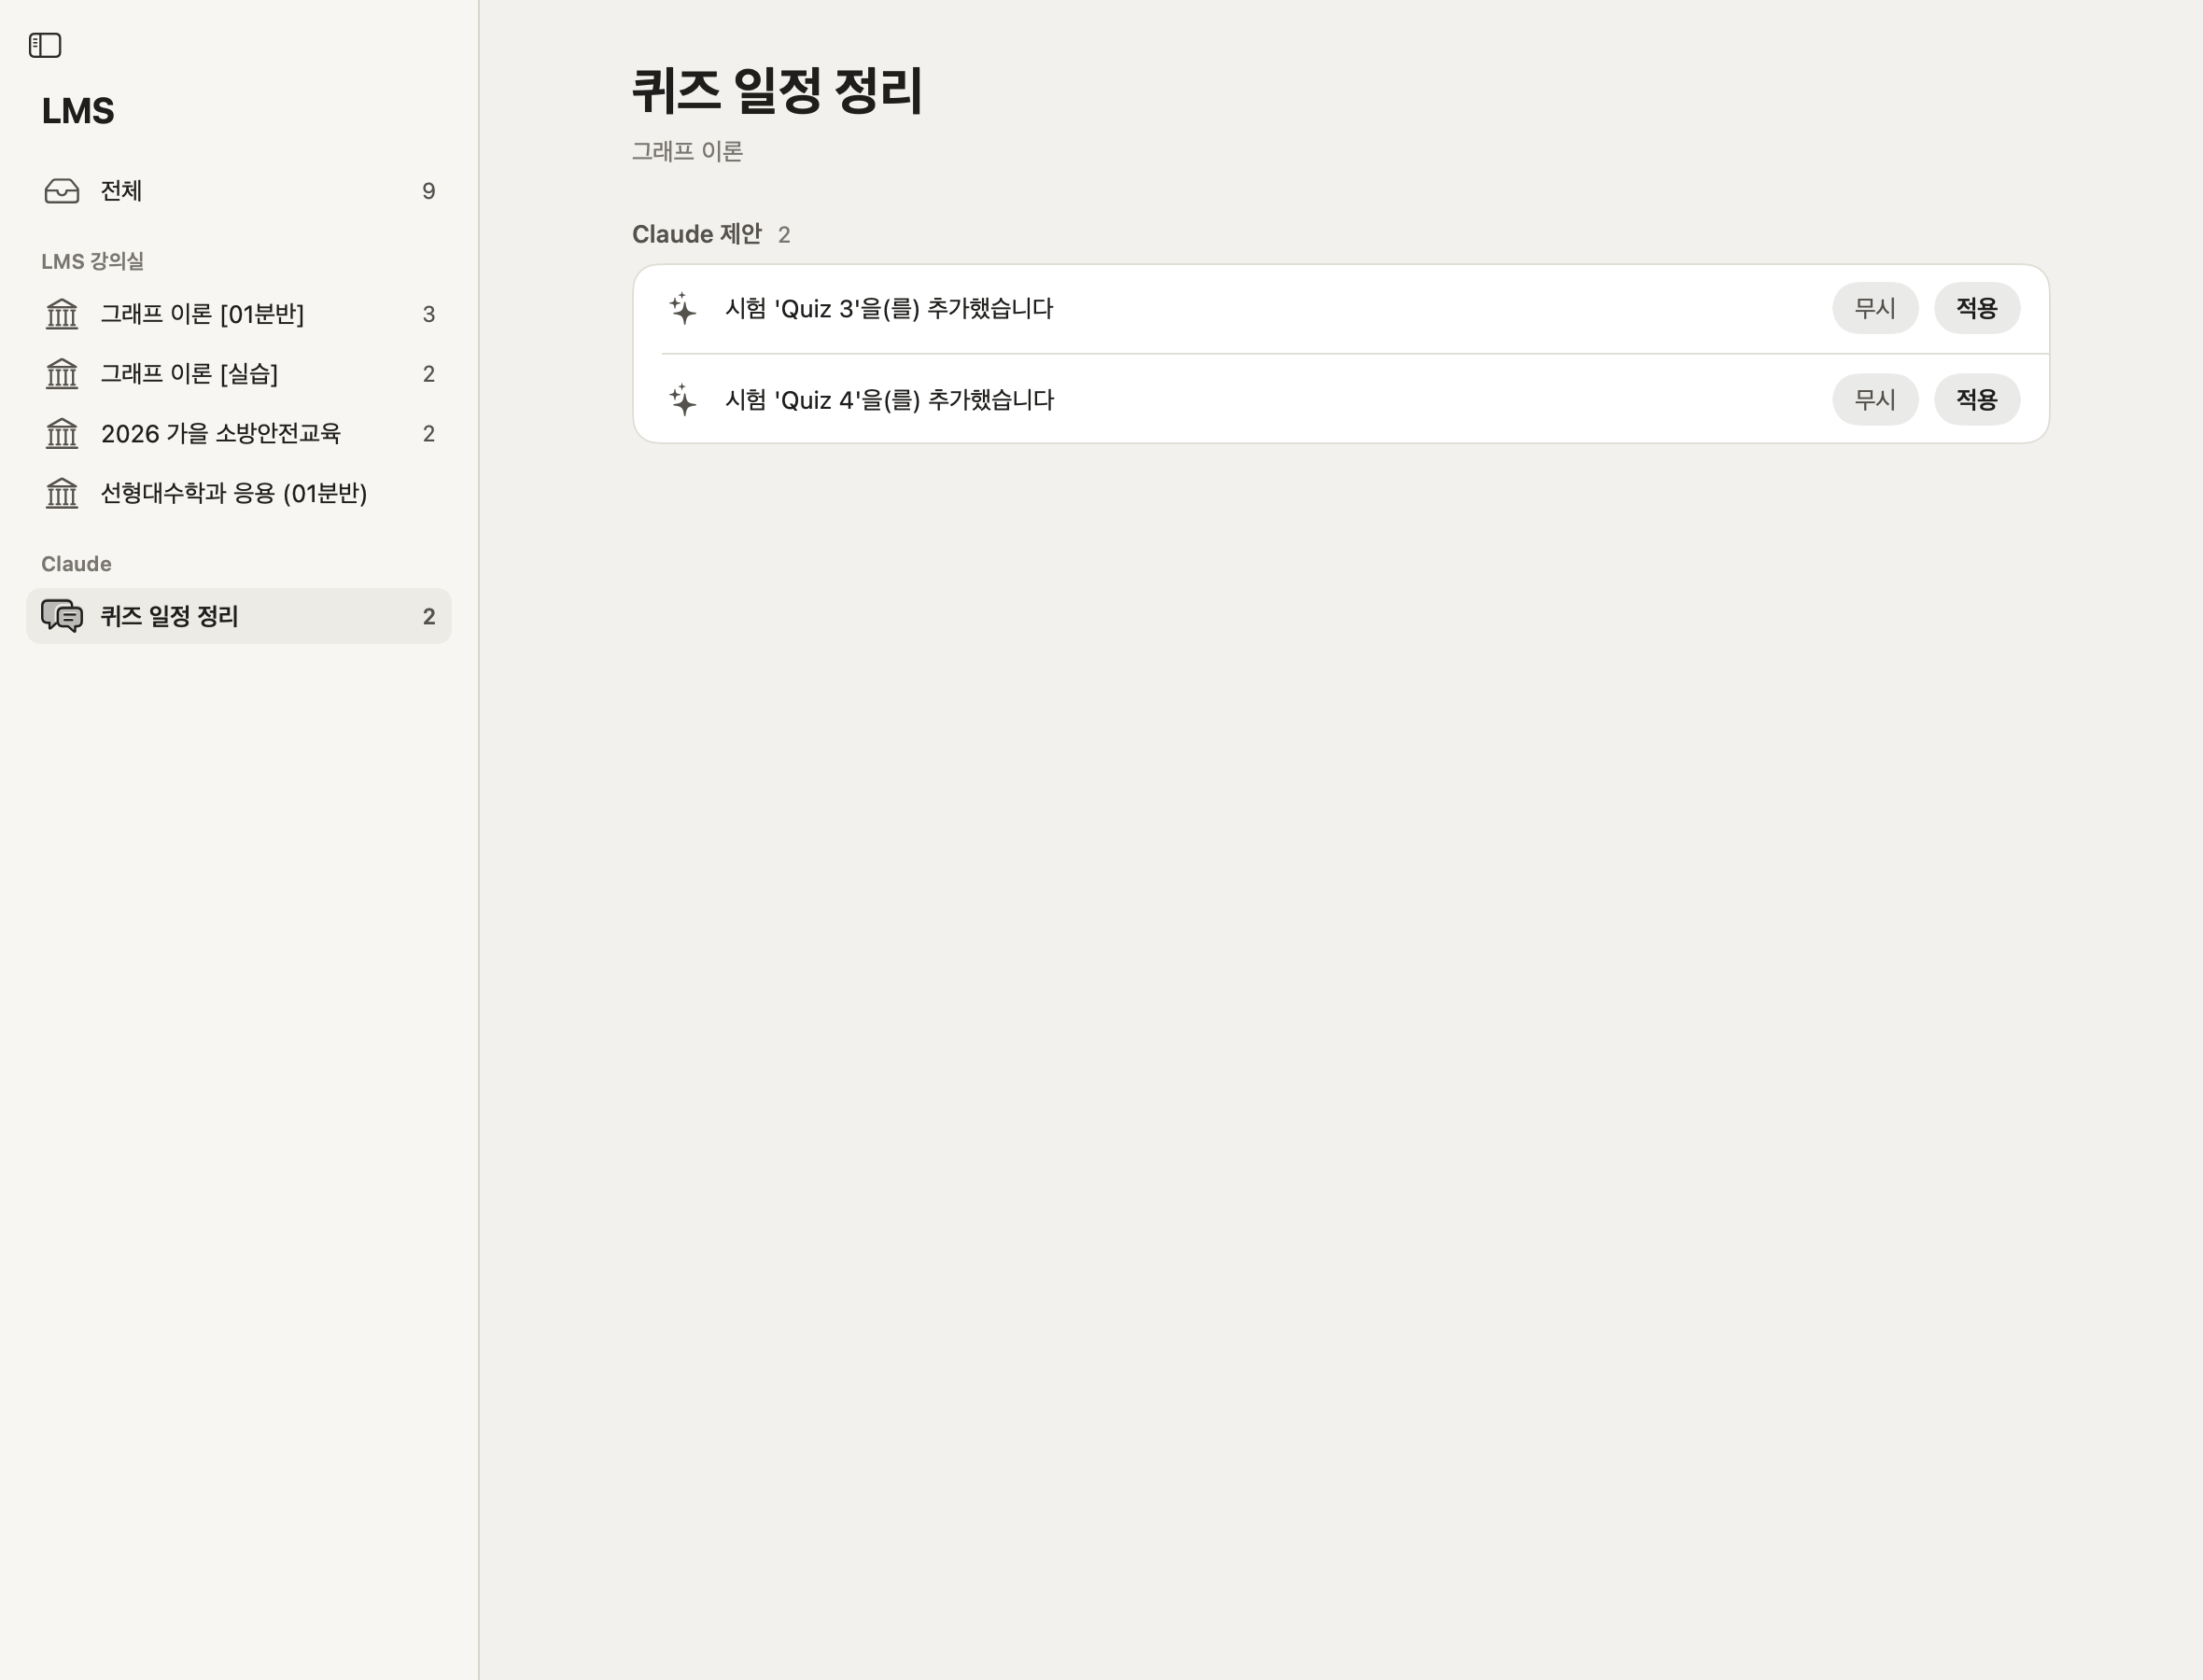 LMS
전체 9
LMS 강의실
그래프 이론 [01분반] 3
그래프 이론 [실습] 2
2026 가을 소방안전교육 2
선형대수학과 응용 (01분반)
Claude
퀴즈 일정 정리 2
퀴즈 일정 정리
그래프 이론
Claude 제안 2
시험 'Quiz 3'을(를) 추가했습니다 무시 적용
시험 'Quiz 4'을(를) 추가했습니다 무시 적용